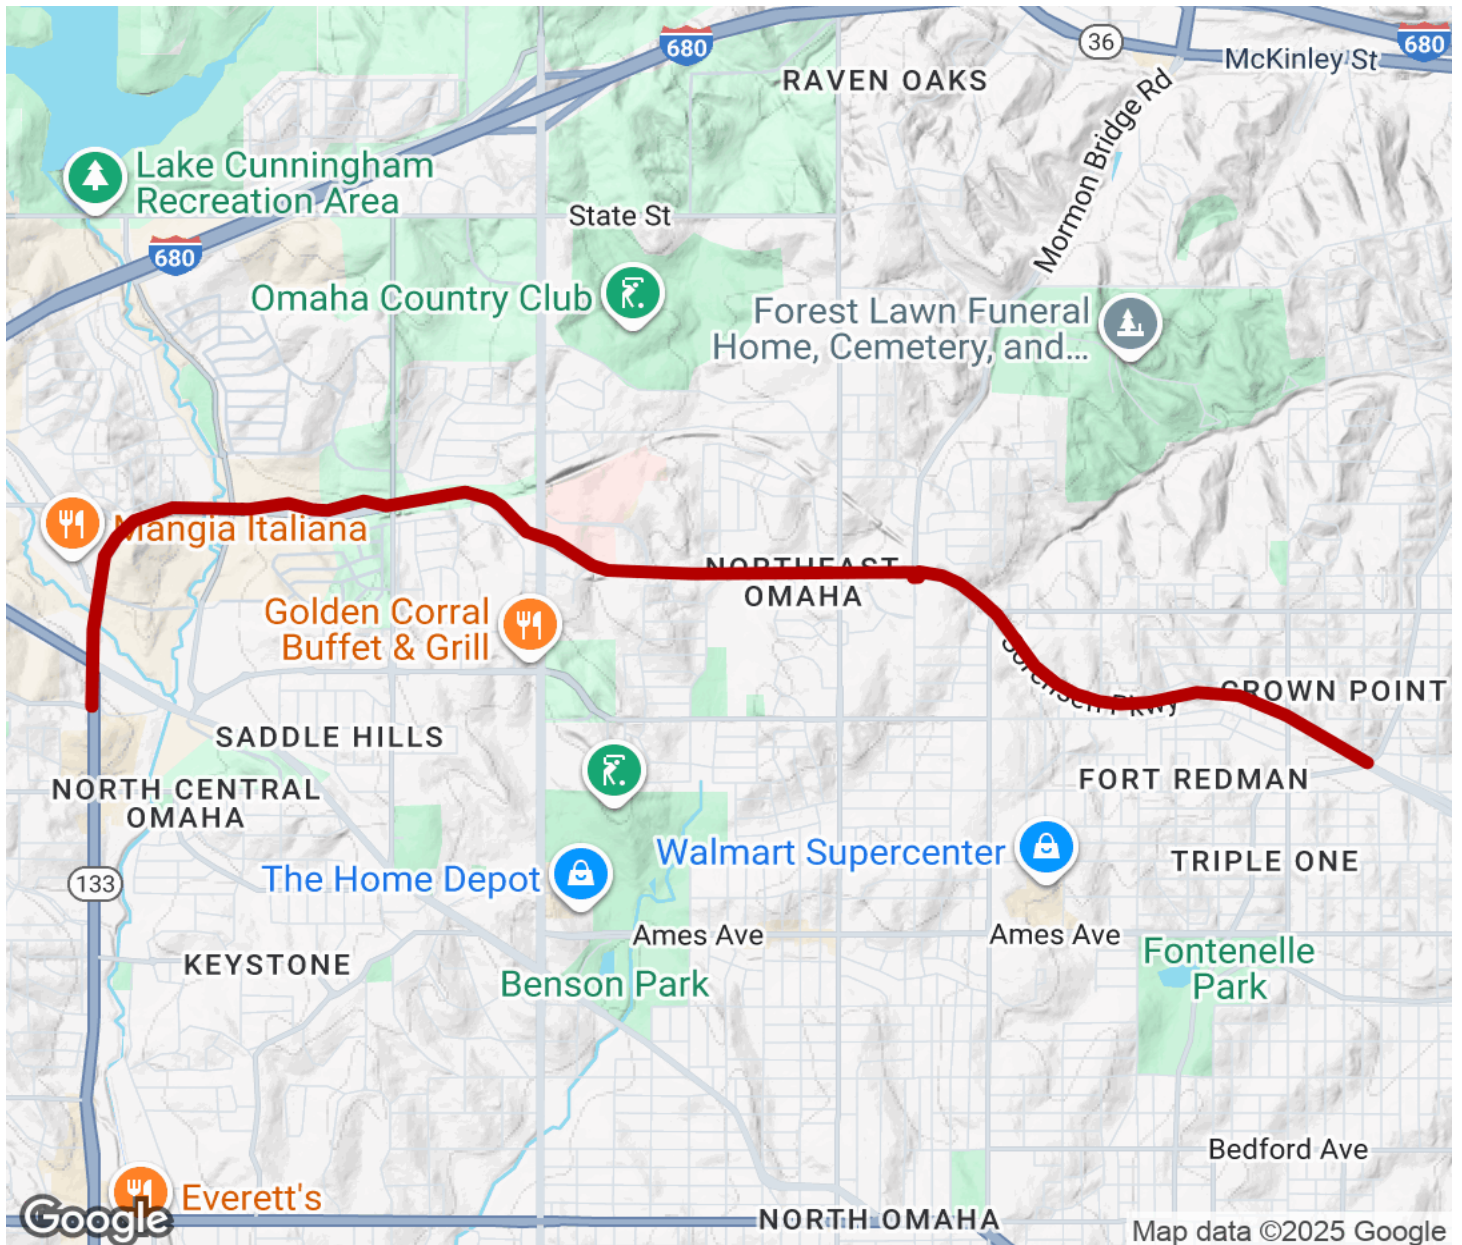 680
36
680
McKinley St
RAVEN OAKS
Mormon Bridge Rd
Lake Cunningham
Recreation Area
State St
680
Omaha Country Club
Forest Lawn Funeral
Home, Cemetery, and...
Mangia Italiana
NORTHEAST
OMAHA
Golden Corral
Buffet & Grill
Sorensen Pkwy
CROWN POINT
SADDLE HILLS
FORT REDMAN
NORTH CENTRAL
OMAHA
Walmart Supercenter
TRIPLE ONE
133
The Home Depot
Ames Ave
Ames Ave
KEYSTONE
Fontenelle
Park
Benson Park
Bedford Ave
Everett's
Google
NORTH OMAHA
Map data ©2025 Google